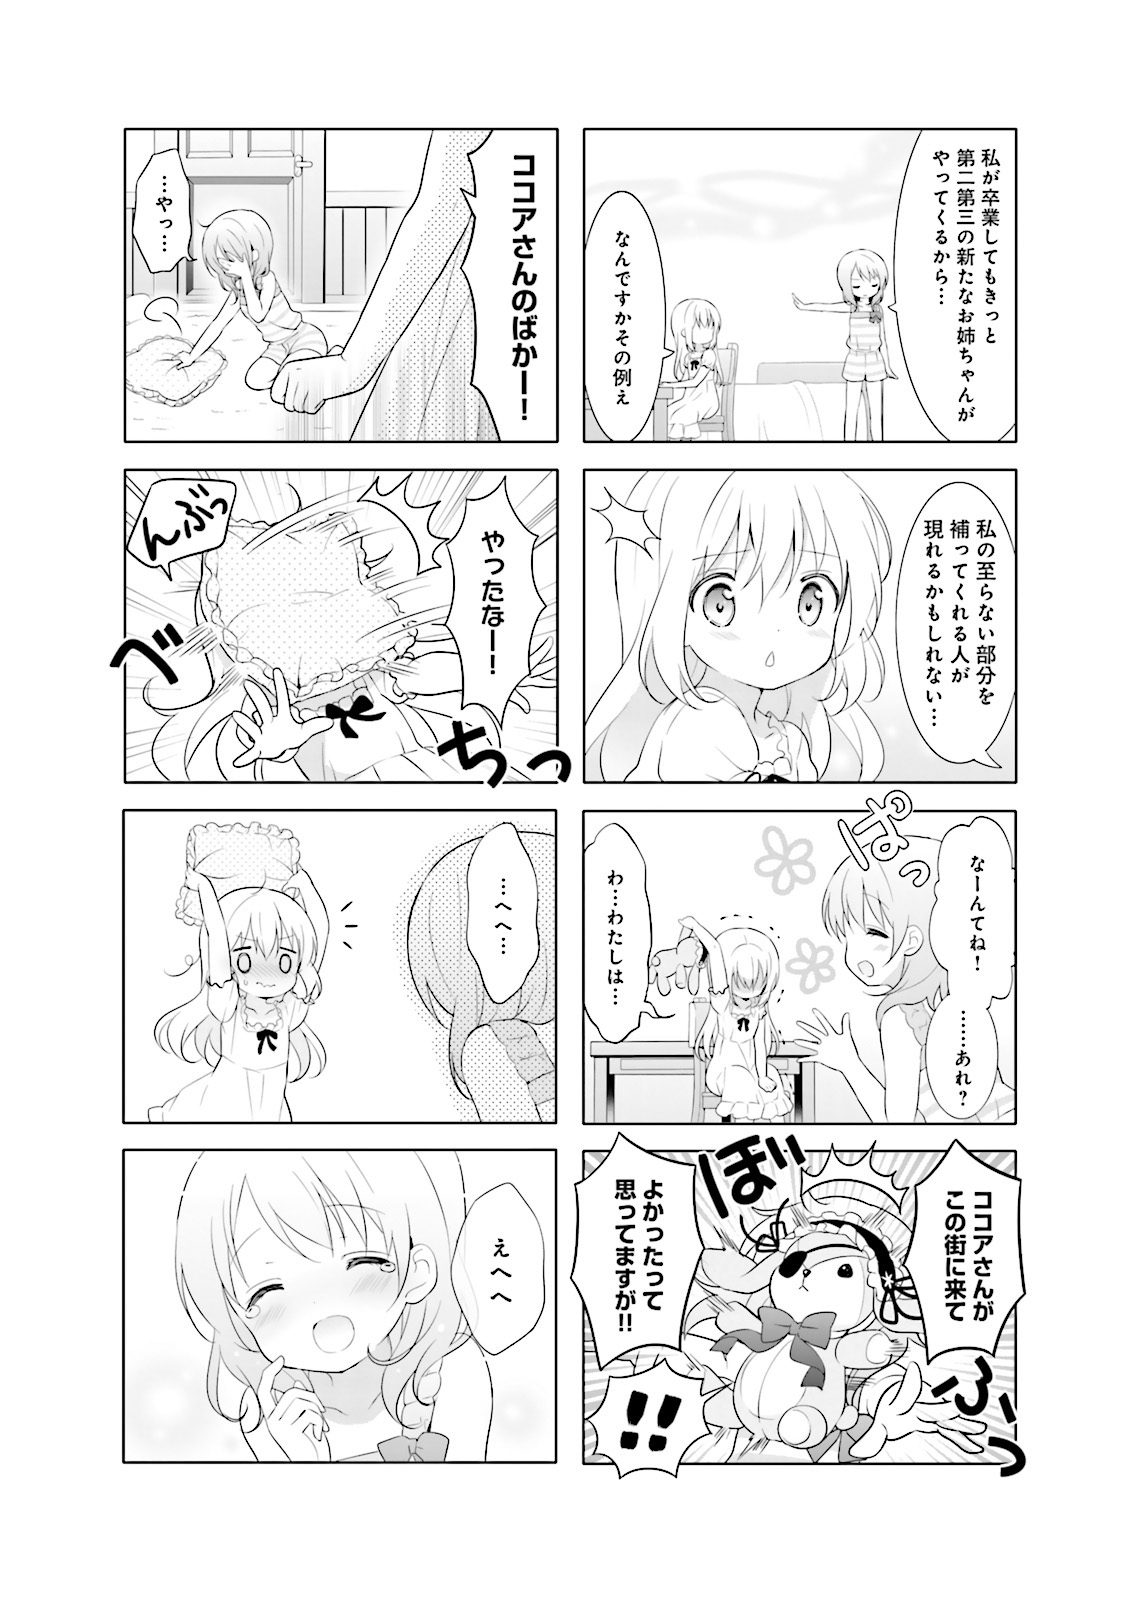 私が卒業してもきっと
第二第三の新たなお姉ちゃんが
やってくるから…
なんですかその例え
私の至らない部分を
補ってくれる人が
現れるかもしれない…
ぱっ
なーんてね!
……あれ?
わ…わたしは…
ココアさんが
この街に来て
ぼふっ
よかったって
思ってますが!!
!!
ココアさんのばかー!
…やっ…
やったなー!
んぶっ
べちっ
…へへ…
えへへ